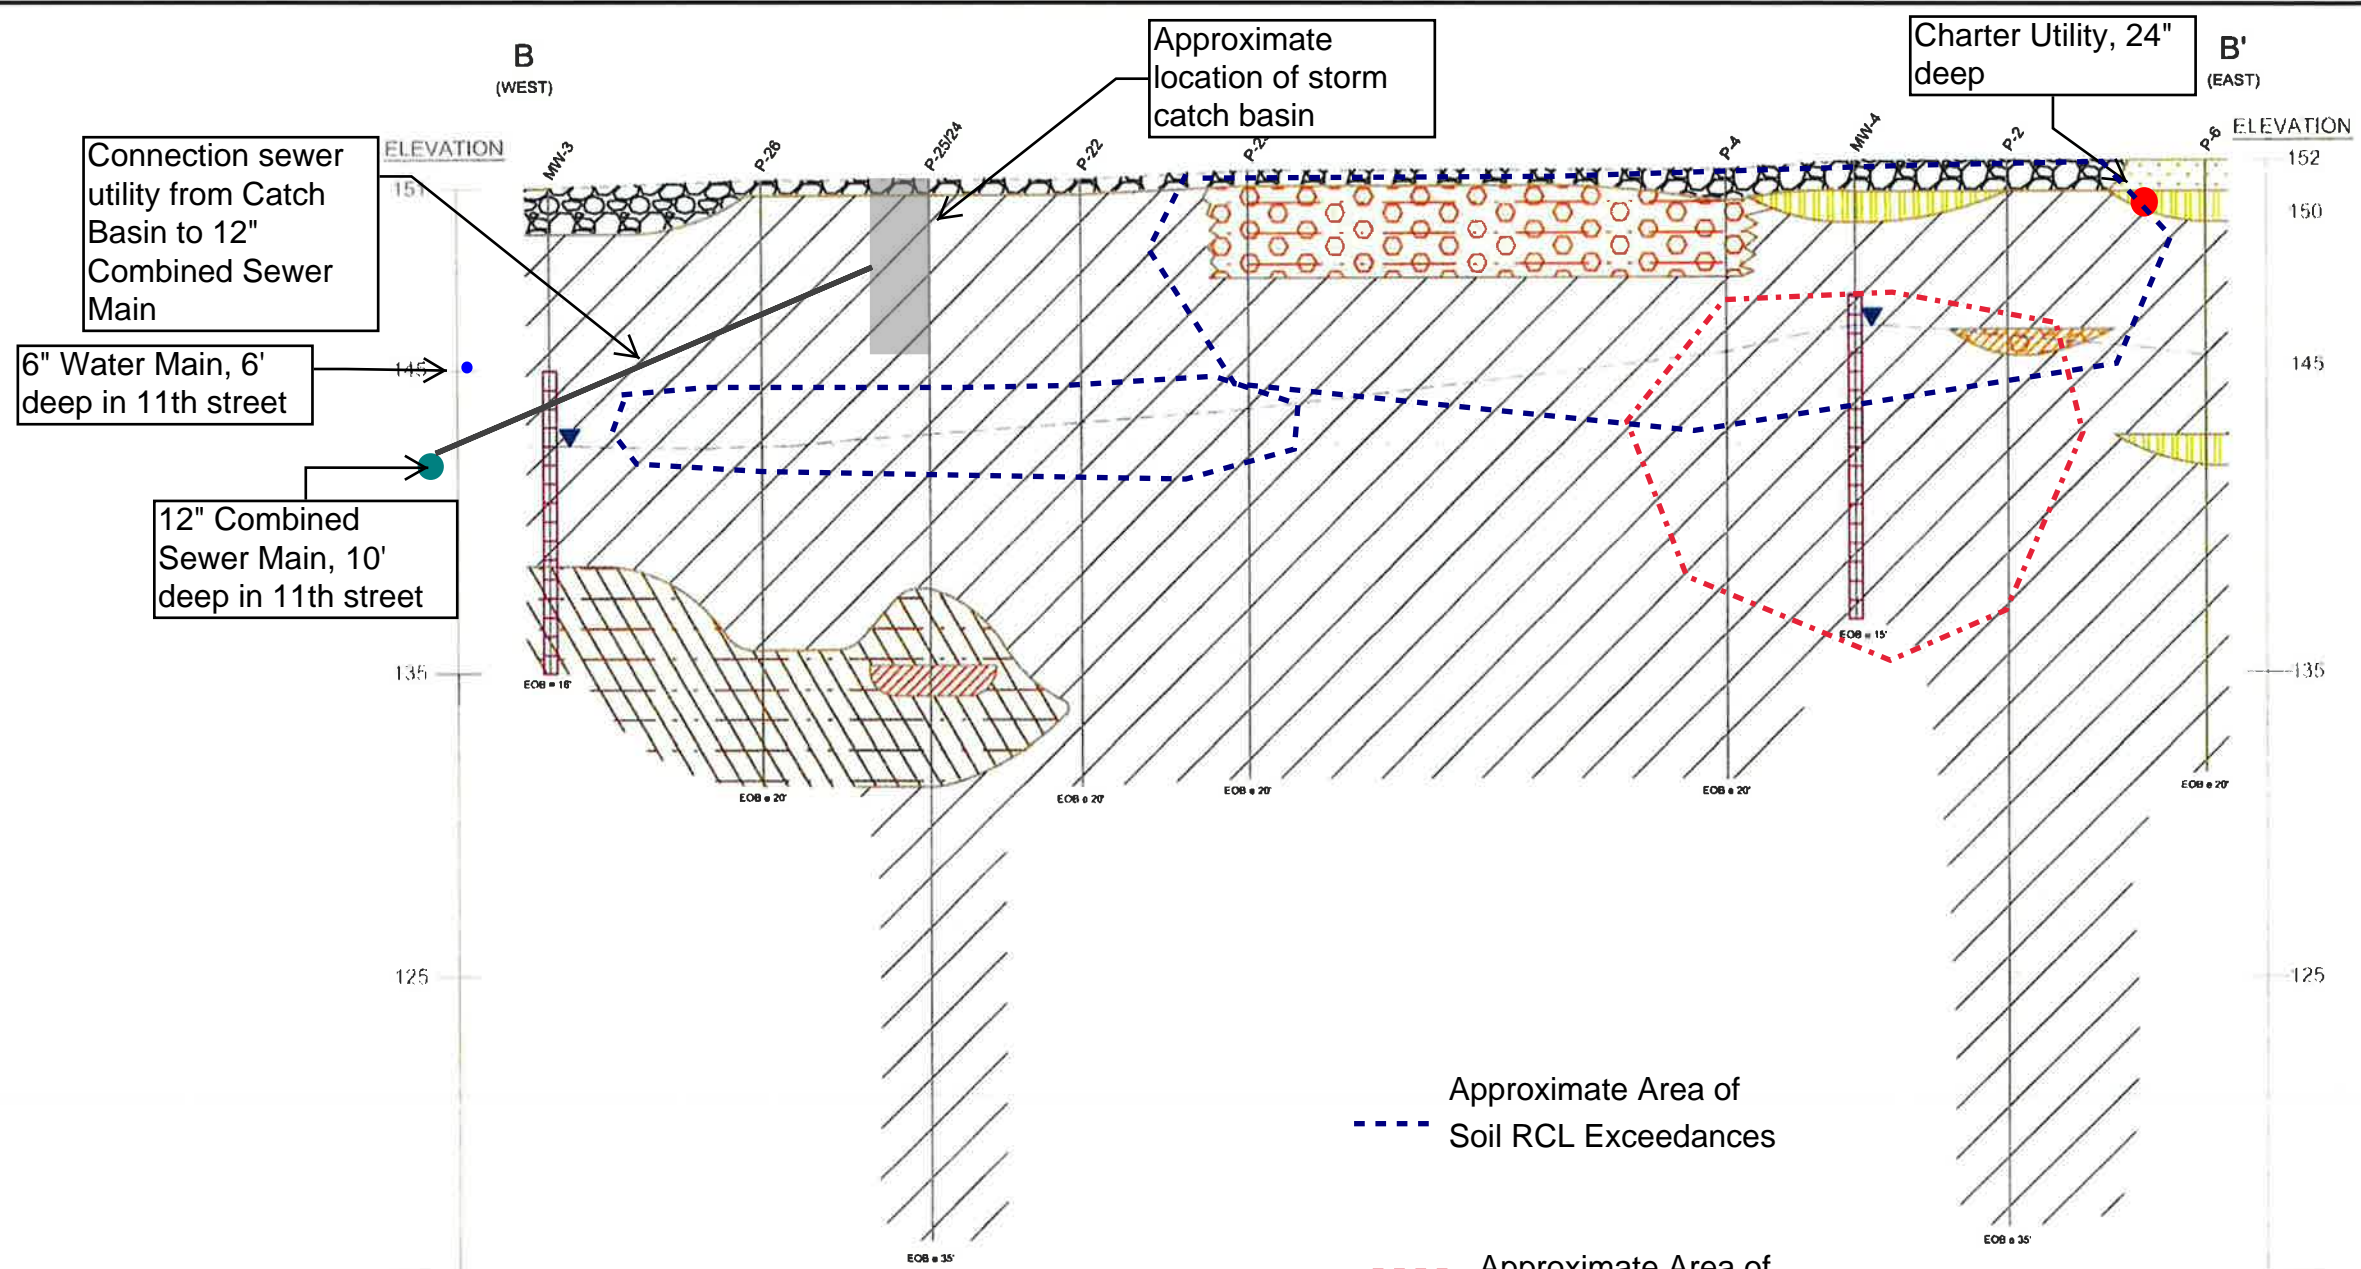 B
(WEST)
Approximate
location of storm
catch basin
Charter Utility, 24"
deep
B'
(EAST)
Connection sewer
utility from Catch
Basin to 12"
Combined Sewer
Main
ELEVATION
ELEVATION
MW-3
P-26
P-25/24
P-22
P-4
MW-4
P-2
P-6
151
152
150
6" Water Main, 6'
deep in 11th street
145
145
12" Combined
Sewer Main, 10'
deep in 11th street
EOB = 15'
135
135
EOB = 16'
EOB = 20'
EOB = 20'
EOB = 20'
EOB = 20'
EOB = 20'
125
125
Approximate Area of
Soil RCL Exceedances
EOB = 35'
EOB = 35'
Approximate Area of